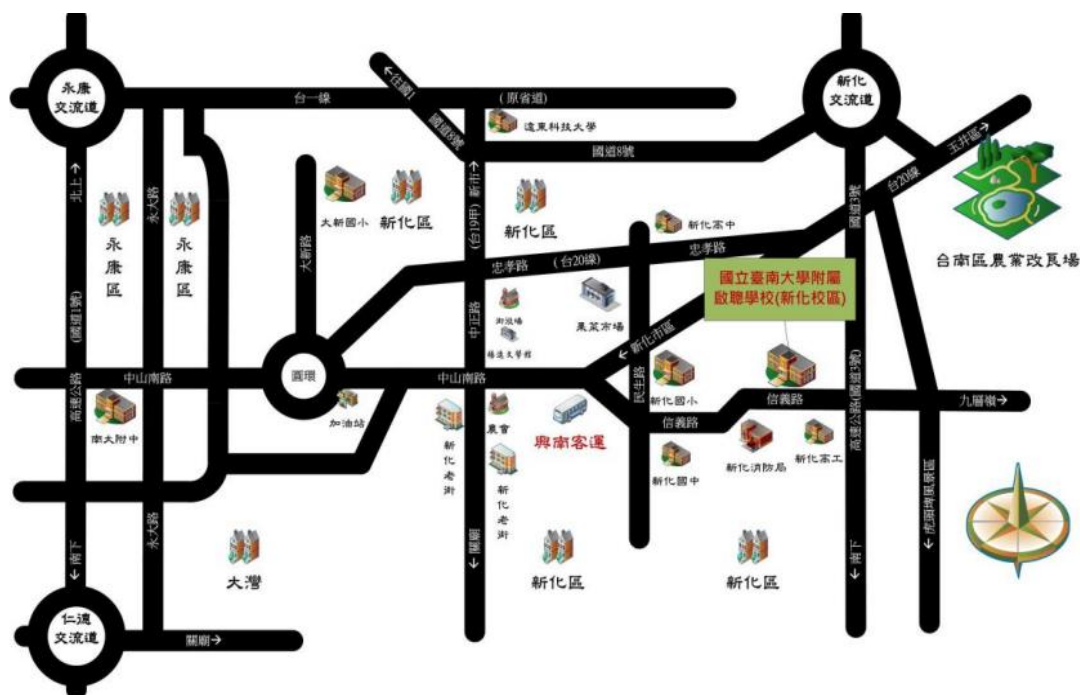 永康
交流道
新化
交流道
←往國1
國道8號
台一線
(原省道)
遠東科技大學
國道8號
玉井區→
台20線
北上→
永大路
永康區
永康區
大新國小
新化區
大新路
新市→
(台19甲)
新化區
新化高中
國道3號
台南區農業改良場
忠孝路
(台20線)
忠孝路
國立臺南大學附屬
啟聰學校(新化校區)
中正路
街役場
楊逵文學館
果菜市場
←新化市區
(國道1號)
高速公路
圓環
中山南路
中山南路
民生路
新化國小
高速公路(國道3號)
信義路
九層嶺→
南大附中
加油站
新化老街
農會
興南客運
信義路
新化老街
新化國中
新化消防局
新化高工
←虎頭埤風景區
永大路
←南下
大灣
←關廟
新化區
新化區
←南下
仁德
交流道
關廟→